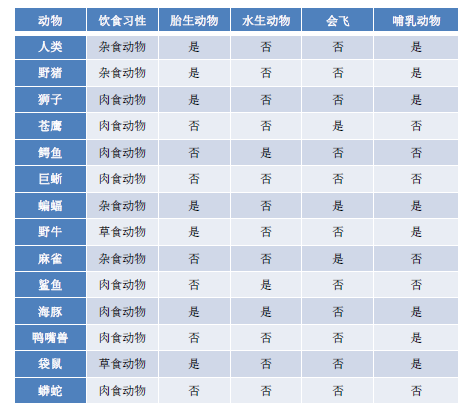 动物 饮食习性 胎生动物 水生动物 会飞 哺乳动物
人类 杂食动物 是 否 否 是
野猪 杂食动物 是 否 否 是
狮子 肉食动物 是 否 否 是
苍鹰 肉食动物 否 否 是 否
鳄鱼 肉食动物 否 是 否 否
巨蜥 肉食动物 否 否 否 否
蝙蝠 杂食动物 是 否 是 是
野牛 草食动物 是 否 否 是
麻雀 杂食动物 否 否 是 否
鲨鱼 肉食动物 否 是 否 否
海豚 肉食动物 是 是 否 是
鸭嘴兽 肉食动物 否 否 否 是
袋鼠 草食动物 是 否 否 是
蟒蛇 肉食动物 否 否 否 否